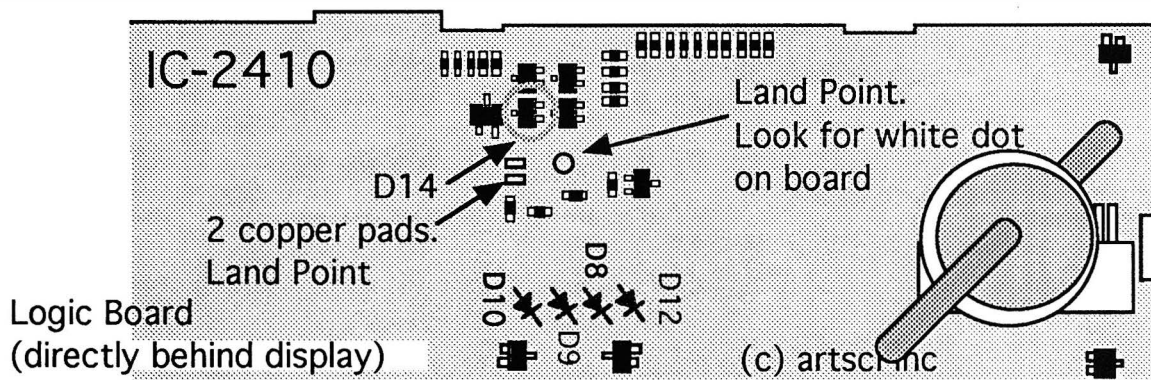 IC-2410
Land Point.
Look for white dot
on board
D14
2 copper pads.
Land Point
D10
D9
D8
D12
Logic Board
(directly behind display)
(c) artsci inc